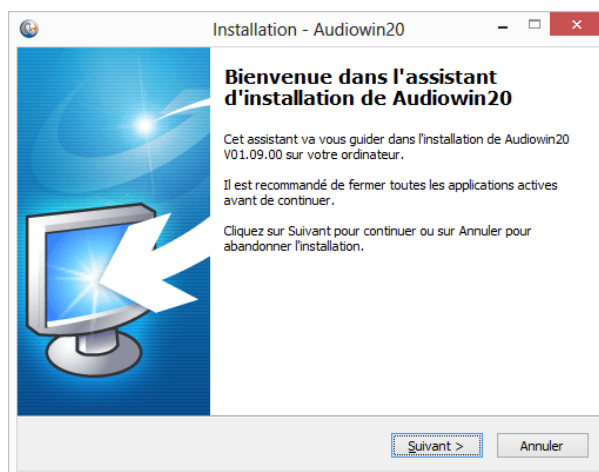 Installation - Audiowin20
Bienvenue dans l'assistant
d'installation de Audiowin20
Cet assistant va vous guider dans l'installation de Audiowin20
V01.09.00 sur votre ordinateur.
Il est recommandé de fermer toutes les applications actives
avant de continuer.
Cliquez sur Suivant pour continuer ou sur Annuler pour
abandonner l'installation.
Suivant >
Annuler